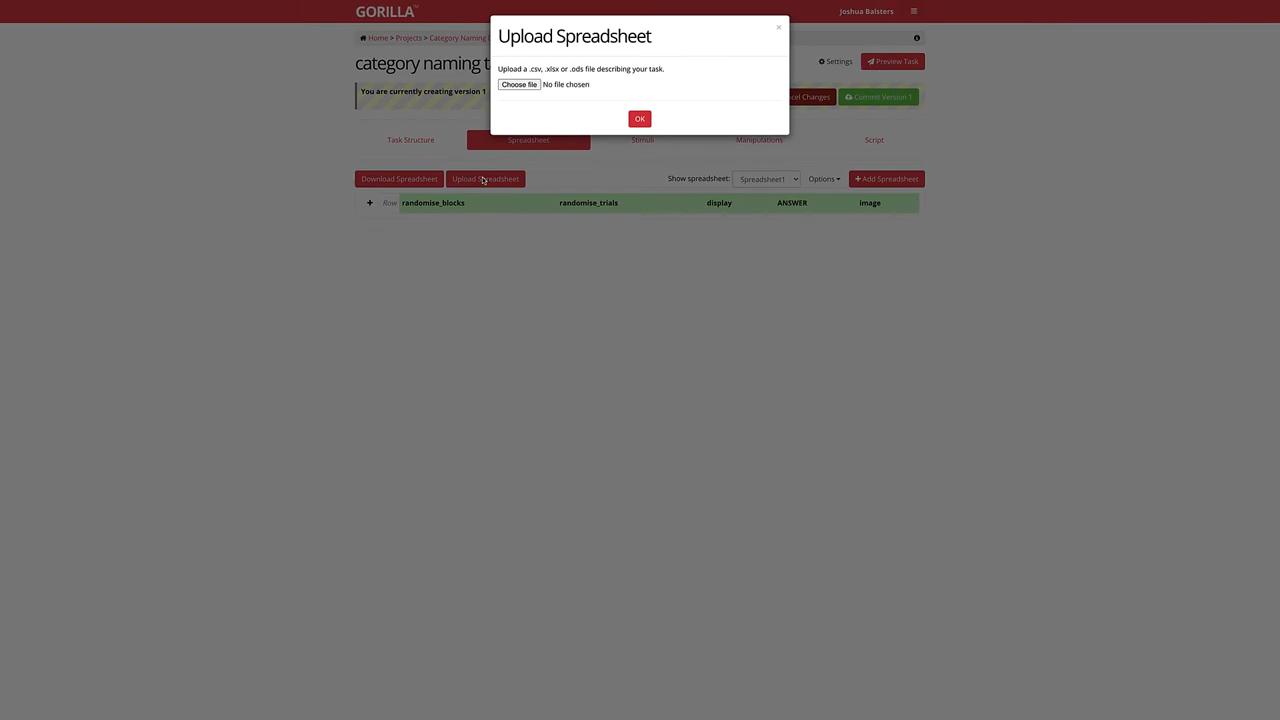 GORILLA™
Joshua Balsters
Upload Spreadsheet
×
Home > Projects > Category Naming
category naming t
Settings
Preview Task
Upload a .csv, .xlsx or .ods file describing your task.
Choose file No file chosen
You are currently creating version 1
cel Changes
Commit Version 1
OK
Task Structure
Spreadsheet
Stimuli
Manipulations
Script
Download Spreadsheet
Upload Spreadsheet
Show spreadsheet: Spreadsheet1
Options
+ Add Spreadsheet
+ Row randomise_blocks randomise_trials display ANSWER image